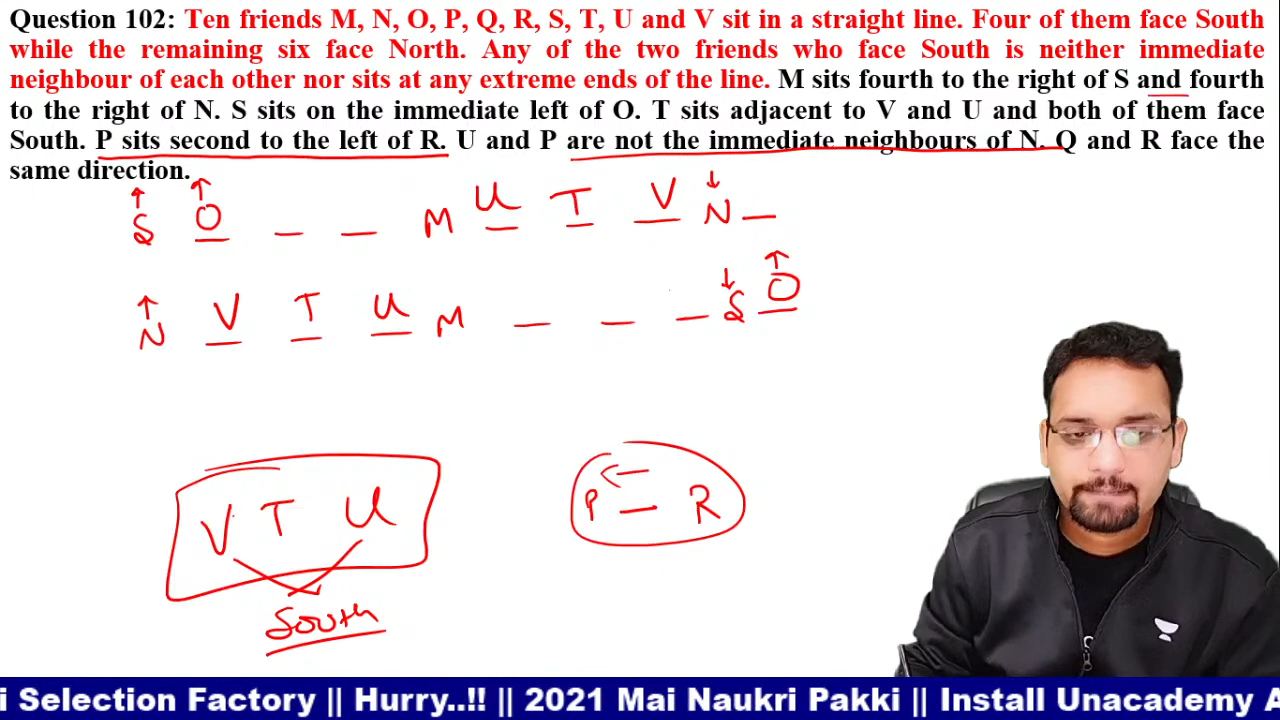 Question 102: Ten friends M, N, O, P, Q, R, S, T, U and V sit in a straight line. Four of them face South
while the remaining six face North. Any of the two friends who face South is neither immediate
neighbour of each other nor sits at any extreme ends of the line. M sits fourth to the right of S and fourth
to the right of N. S sits on the immediate left of O. T sits adjacent to V and U and both of them face
South. P sits second to the left of R. U and P are not the immediate neighbours of N. Q and R face the
same direction.
S O _ _ M U T V N _
N V T U M _ _ _ S O
V T U
P _ R
South
i Selection Factory || Hurry..!! || 2021 Mai Naukri Pakki || Install Unacademy A